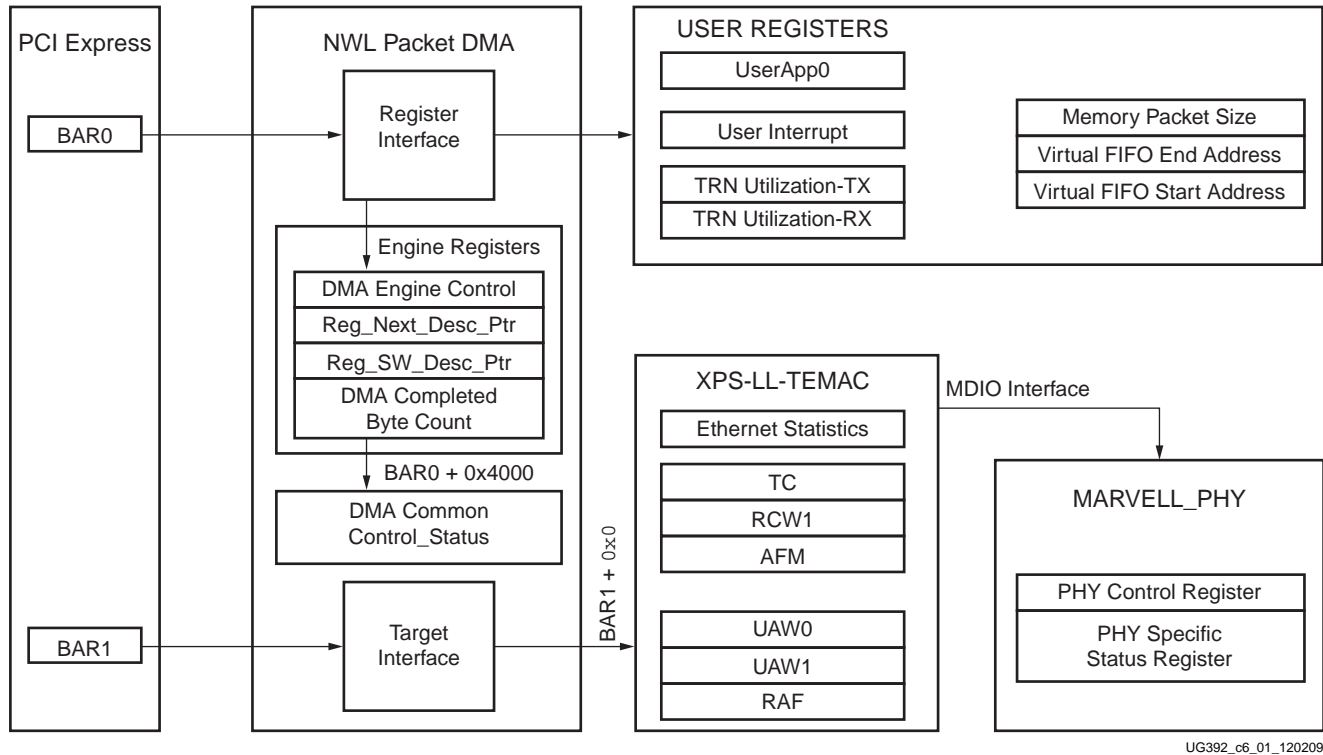 PCI Express
BAR0
BAR1
NWL Packet DMA
Register
Interface
Engine Registers
DMA Engine Control
Reg_Next_Desc_Ptr
Reg_SW_Desc_Ptr
DMA Completed
Byte Count
BAR0 + 0x4000
DMA Common
Control_Status
Target
Interface
BAR1 + 0x0
USER REGISTERS
UserApp0
User Interrupt
TRN Utilization-TX
TRN Utilization-RX
Memory Packet Size
Virtual FIFO End Address
Virtual FIFO Start Address
XPS-LL-TEMAC
Ethernet Statistics
TC
RCW1
AFM
UAW0
UAW1
RAF
MDIO Interface
MARVELL_PHY
PHY Control Register
PHY Specific
Status Register
UG392_c6_01_120209